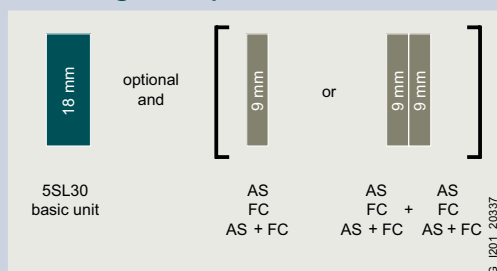 18 mm
optional
and
9 mm
or
9 mm
9 mm
5SL30
basic unit
AS
FC
AS + FC
AS AS
FC + FC
AS + FC AS + FC
I201_20337